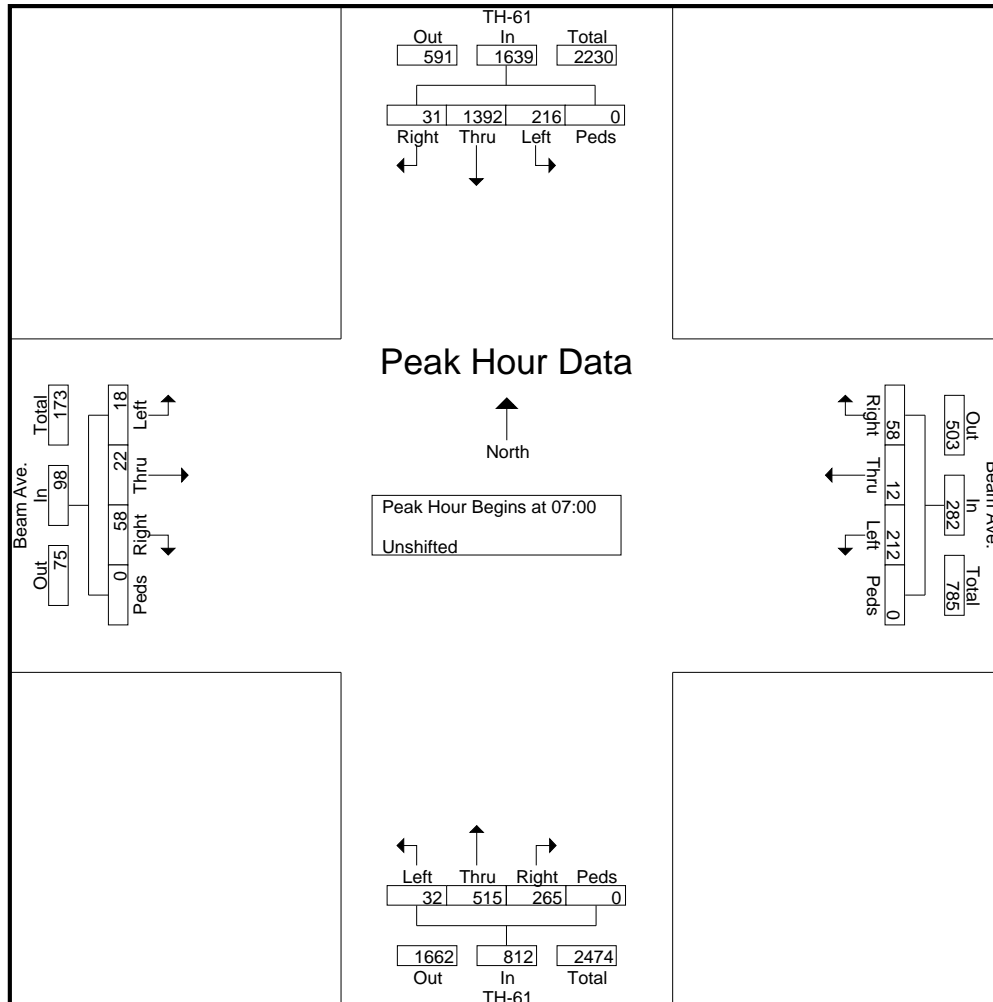 TH-61
Out In Total
591 1639 2230
31 1392 216 0
Right Thru Left Peds
Peak Hour Data
North
Peak Hour Begins at 07:00
Unshifted
Beam Ave.
Out In Total
75 98 173
0 58 22 18
Peds Right Thru Left
Beam Ave.
Out In Total
503 282 785
58 12 212 0
Right Thru Left Peds
Left Thru Right Peds
32 515 265 0
1662 812 2474
Out In Total
TH-61